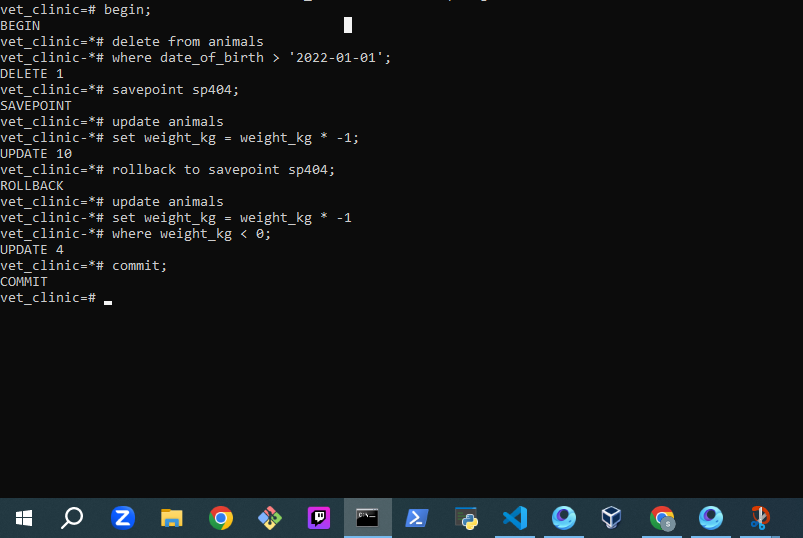 vet_clinic=# begin;
BEGIN
vet_clinic=*# delete from animals
vet_clinic-*# where date_of_birth > '2022-01-01';
DELETE 1
vet_clinic=*# savepoint sp404;
SAVEPOINT
vet_clinic=*# update animals
vet_clinic-*# set weight_kg = weight_kg * -1;
UPDATE 10
vet_clinic=*# rollback to savepoint sp404;
ROLLBACK
vet_clinic=*# update animals
vet_clinic-*# set weight_kg = weight_kg * -1
vet_clinic-*# where weight_kg < 0;
UPDATE 4
vet_clinic=*# commit;
COMMIT
vet_clinic=#